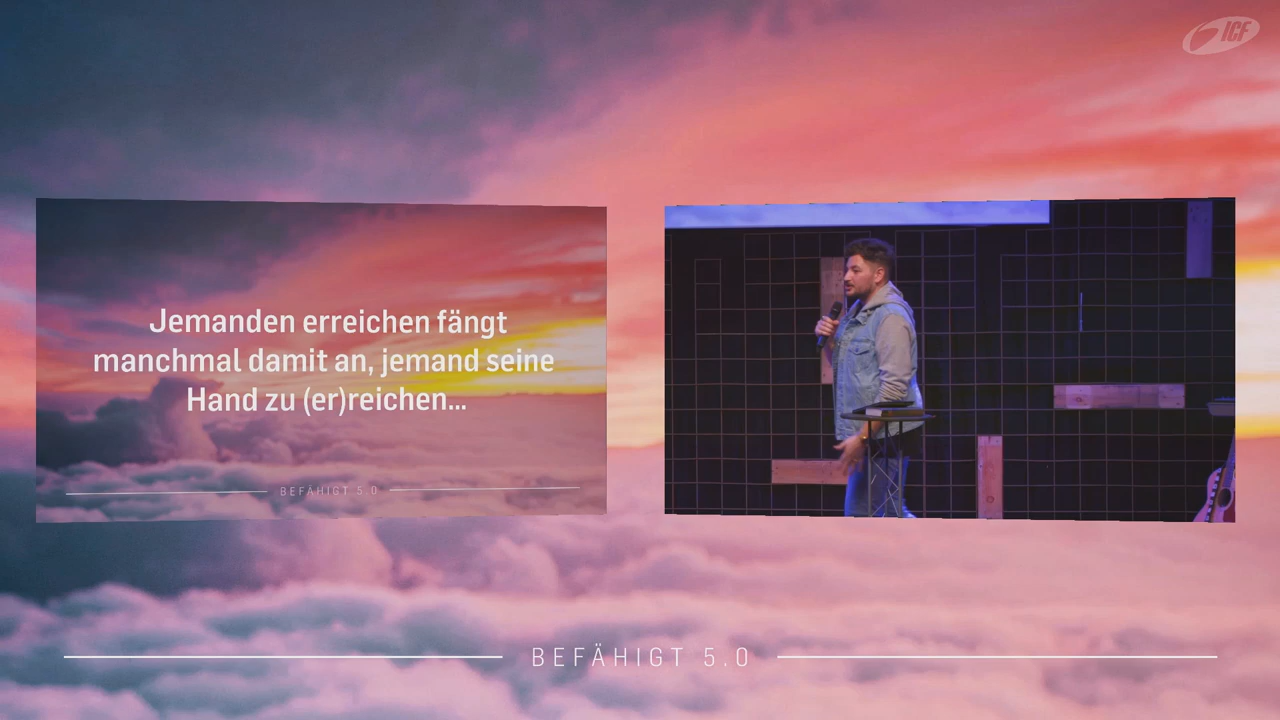 ICF
Jemanden erreichen fängt
manchmal damit an, jemand seine
Hand zu (er)reichen...
BEFÄHIGT 5.0
BEFÄHIGT 5.0